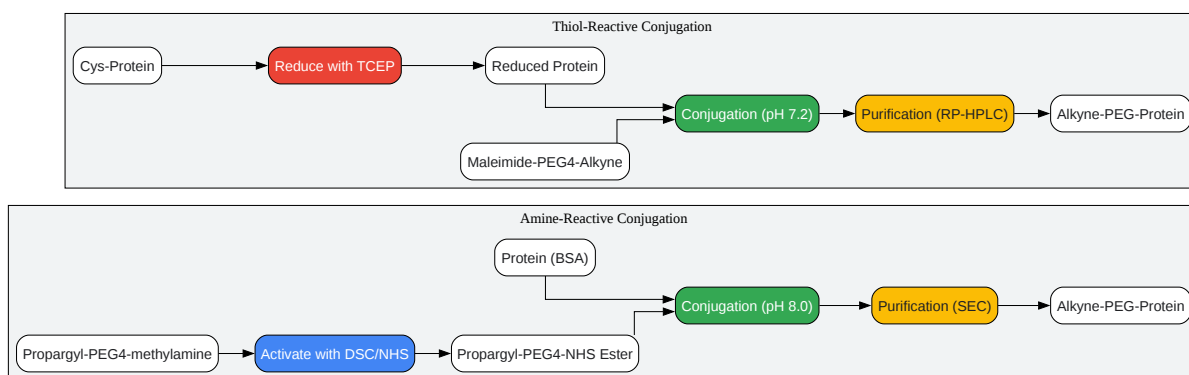 Thiol-Reactive Conjugation
Cys-Protein
Reduce with TCEP
Reduced Protein
Maleimide-PEG4-Alkyne
Conjugation (pH 7.2)
Purification (RP-HPLC)
Alkyne-PEG-Protein
Amine-Reactive Conjugation
Protein (BSA)
Propargyl-PEG4-methylamine
Activate with DSC/NHS
Propargyl-PEG4-NHS Ester
Conjugation (pH 8.0)
Purification (SEC)
Alkyne-PEG-Protein